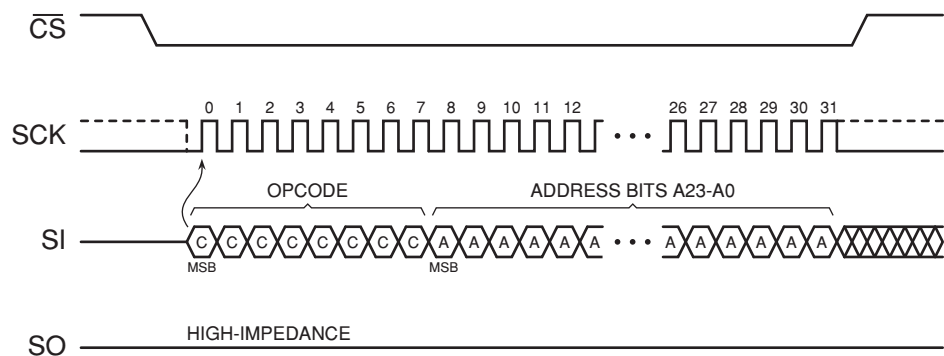 CS
SCK
0 1 2 3 4 5 6 7 8 9 10 11 12 26 27 28 29 30 31
OPCODE ADDRESS BITS A23-A0
SI
C C C C C C C C A A A A A A A A A A A A
MSB MSB
HIGH-IMPEDANCE
SO